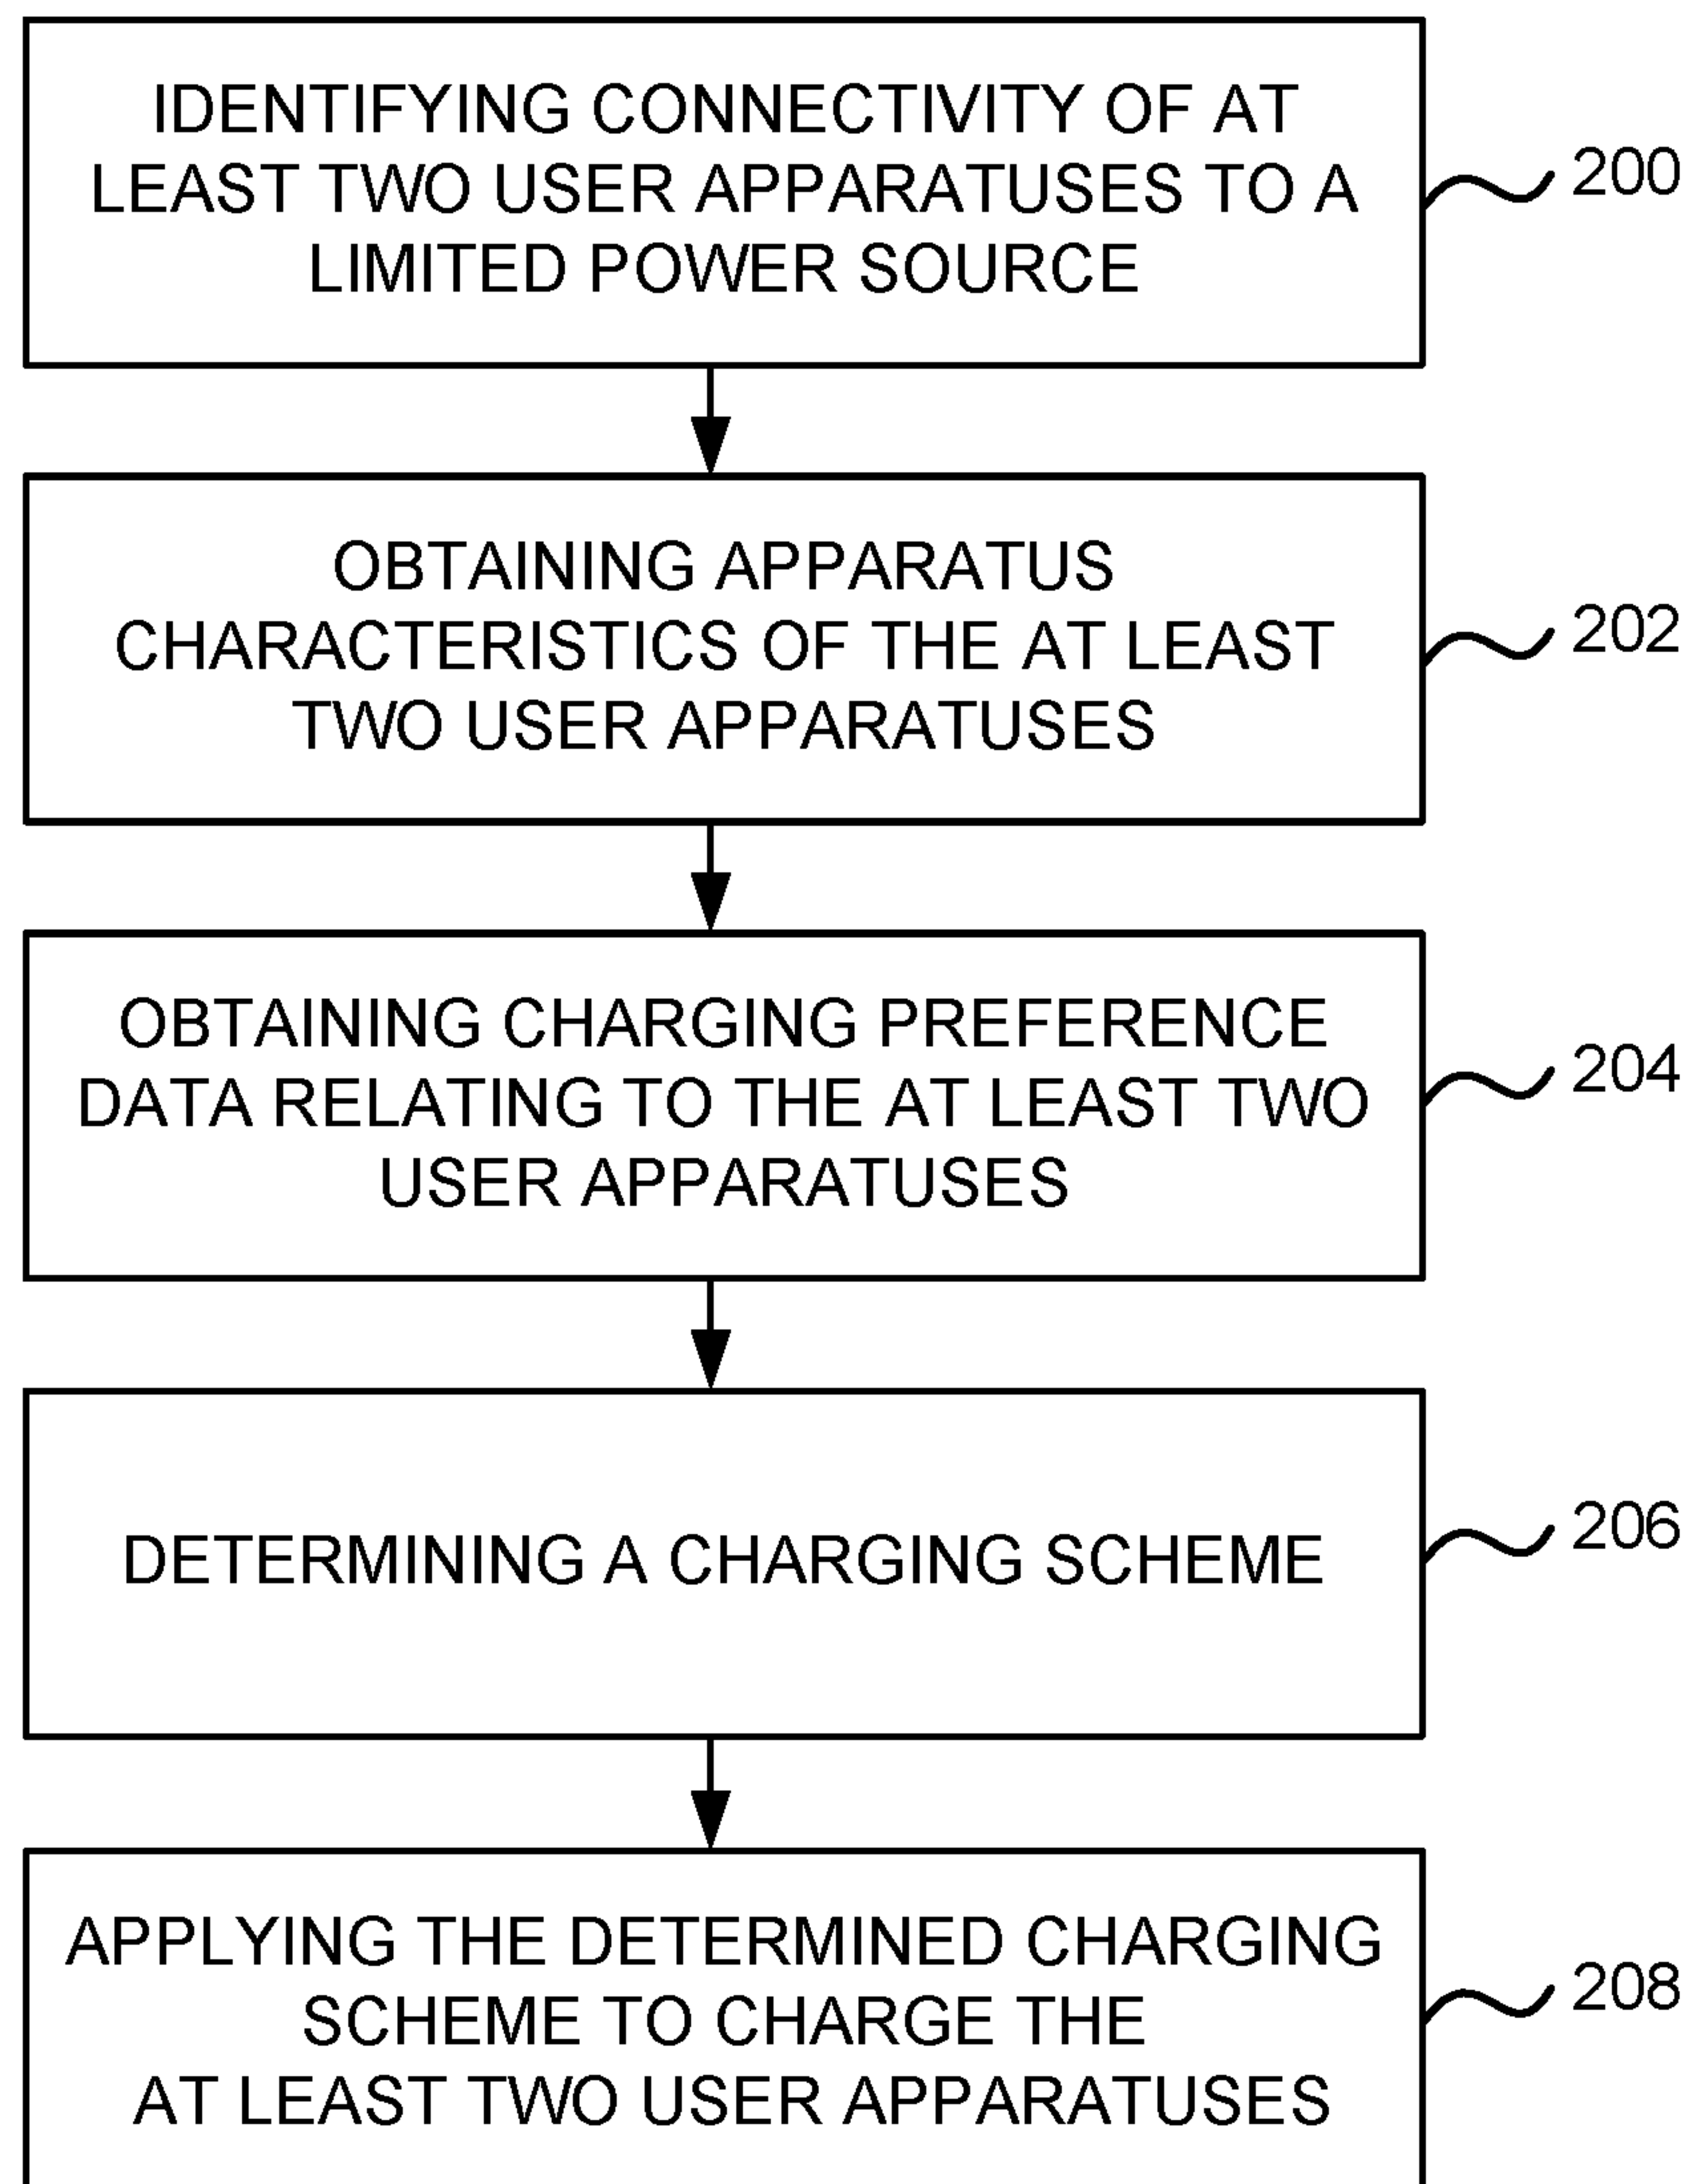 IDENTIFYING CONNECTIVITY OF AT
LEAST TWO USER APPARATUSES TO A
LIMITED POWER SOURCE
200
OBTAINING APPARATUS
CHARACTERISTICS OF THE AT LEAST
TWO USER APPARATUSES
202
OBTAINING CHARGING PREFERENCE
DATA RELATING TO THE AT LEAST TWO
USER APPARATUSES
204
DETERMINING A CHARGING SCHEME
206
APPLYING THE DETERMINED CHARGING
SCHEME TO CHARGE THE
AT LEAST TWO USER APPARATUSES
208